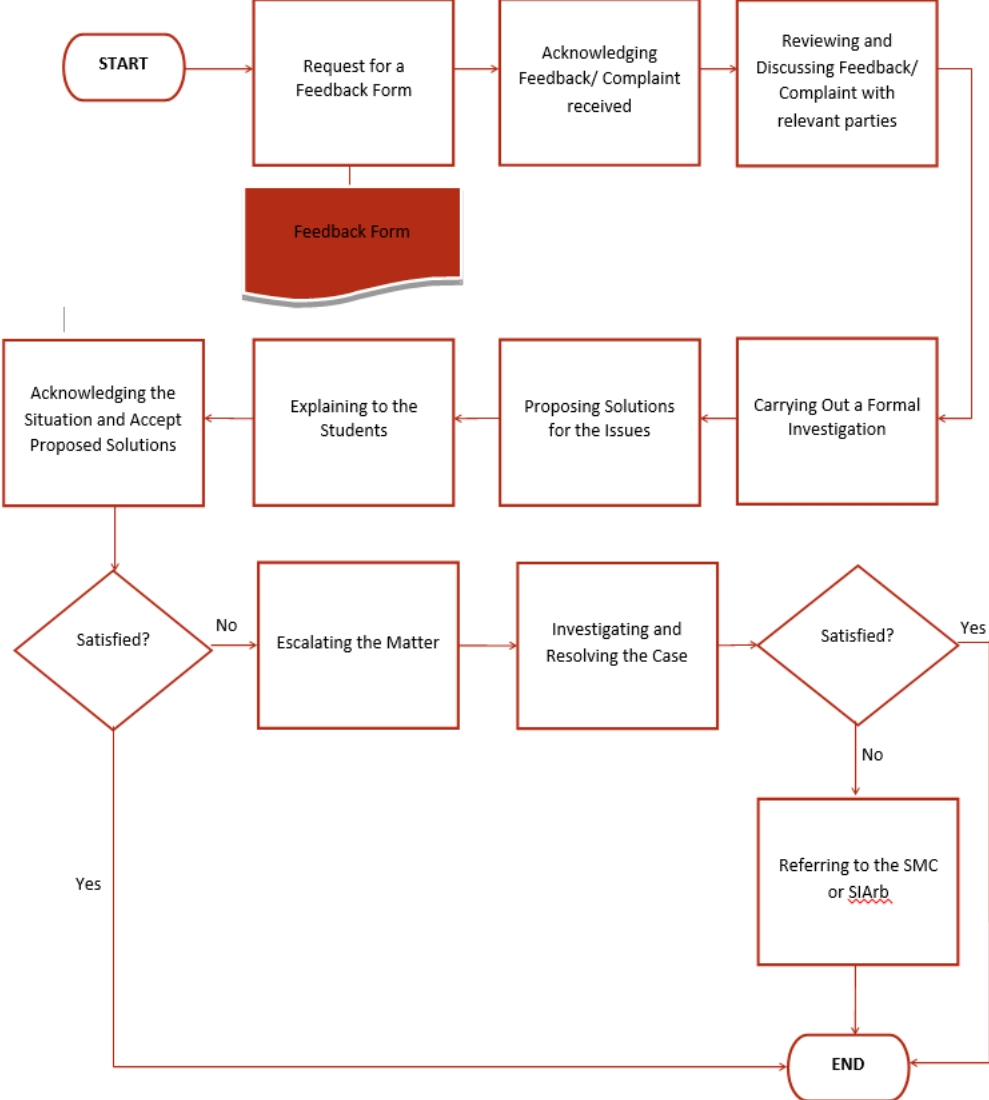 START
Request for a
Feedback Form
Acknowledging
Feedback/ Complaint
received
Reviewing and
Discussing Feedback/
Complaint with
relevant parties
Feedback Form
Carrying Out a Formal
Investigation
Proposing Solutions
for the Issues
Explaining to the
Students
Acknowledging the
Situation and Accept
Proposed Solutions
Satisfied?
No
Escalating the Matter
Investigating and
Resolving the Case
Satisfied?
Yes
No
Referring to the SMC
or SIArb
Yes
END